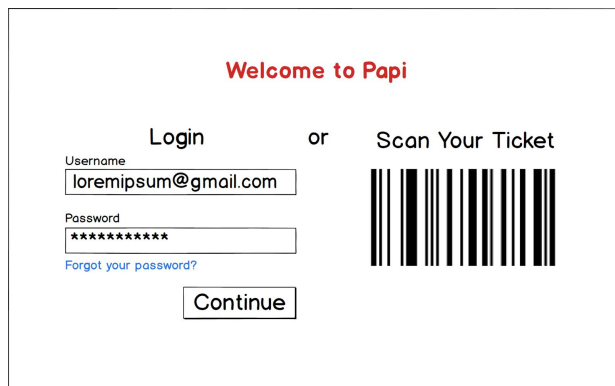 Welcome to Papi
Login
or
Scan Your Ticket
Username
loremipsum@gmail.com
Password
***********
Forgot your password?
Continue